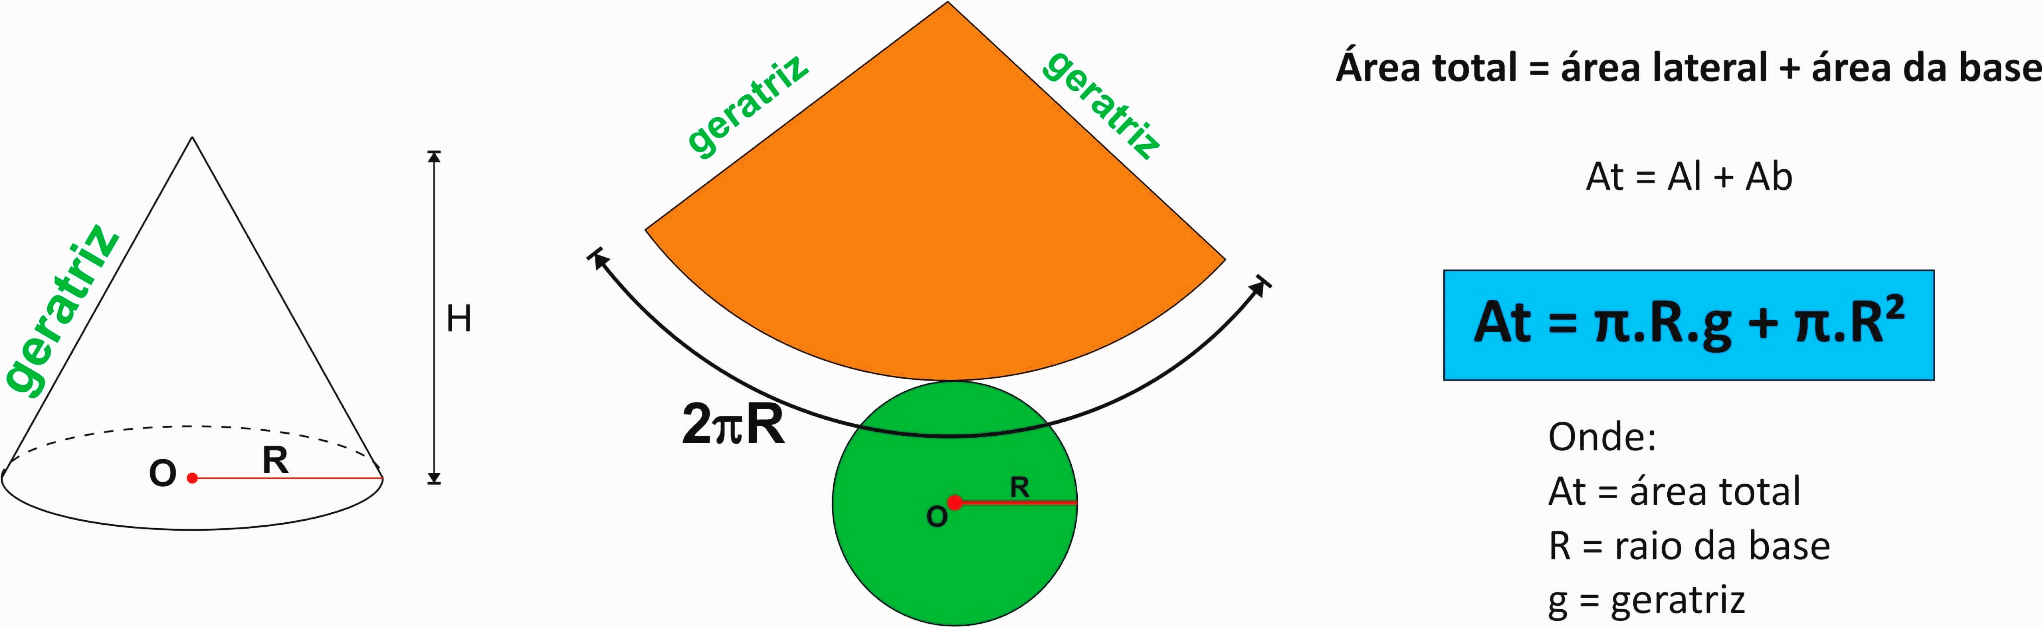 geratriz
O
R
H
geratriz
geratriz
2πR
R
O
Área total = área lateral + área da base
At = Al + Ab
At = π.R.g + π.R²
Onde:
At = área total
R = raio da base
g = geratriz